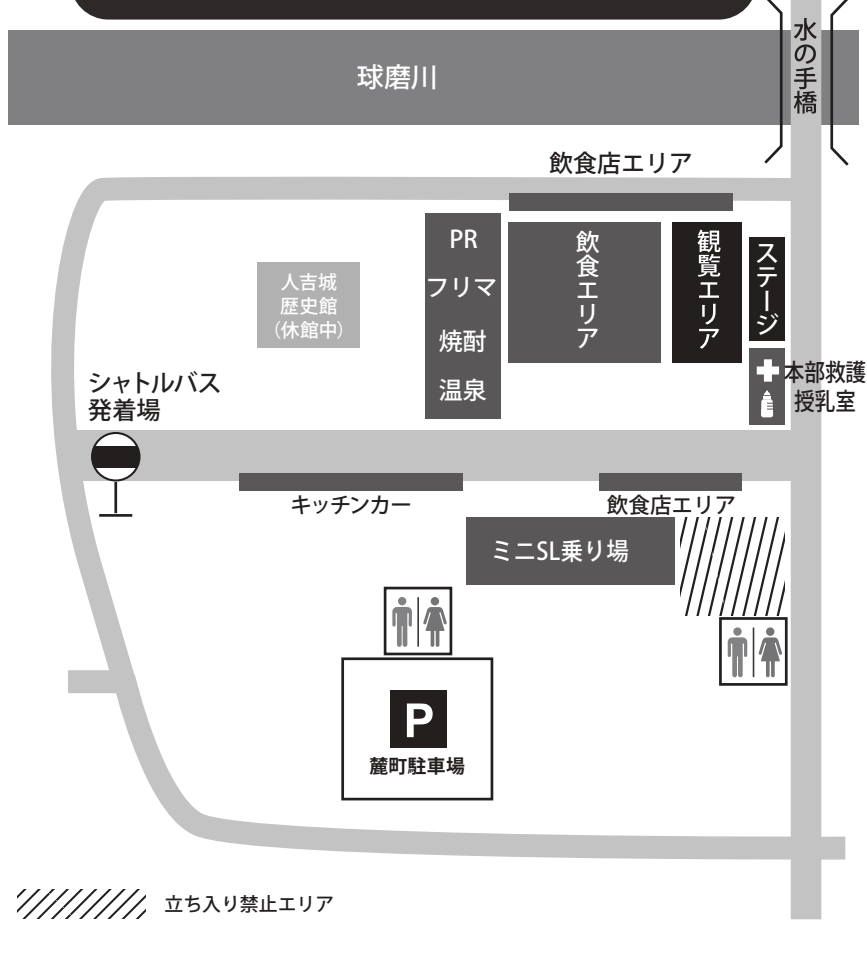 水の手橋
球磨川
飲食店エリア
PR
フリマ
焼酎
温泉
飲食エリア
観覧エリア
ステージ
人吉城
歴史館
（休館中）
本部救護
授乳室
シャトルバス
発着場
キッチンカー
飲食店エリア
ミニSL乗り場
P
麓町駐車場
立ち入り禁止エリア